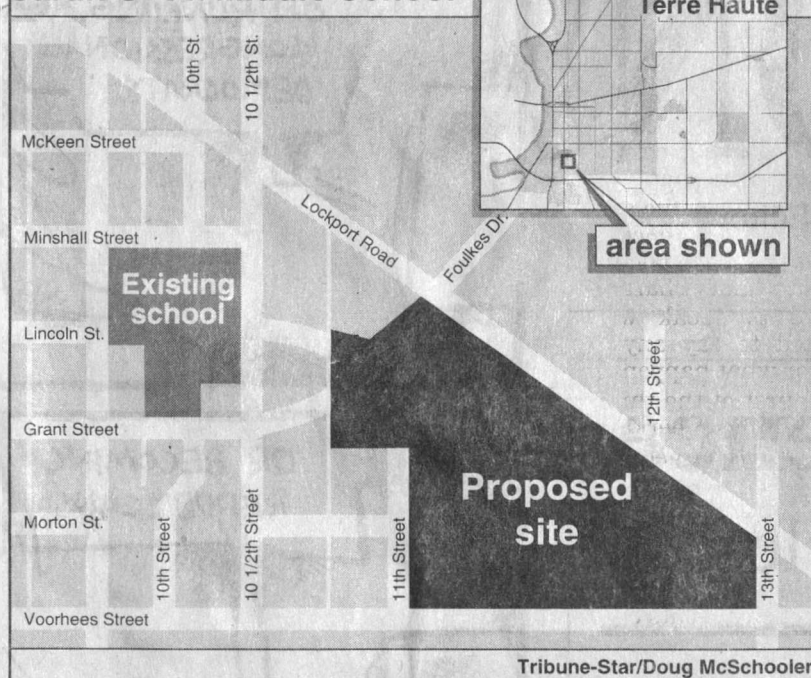 Terre Haute
10th St.
10 1/2th St.
McKeen Street
Lockport Road
Foulkes Dr.
Minshall Street
area shown
Existing
school
Lincoln St.
12th Street
Grant Street
Proposed
site
Morton St.
10th Street
10 1/2th Street
11th Street
13th Street
Voorhees Street
Tribune-Star/Doug McSchooler